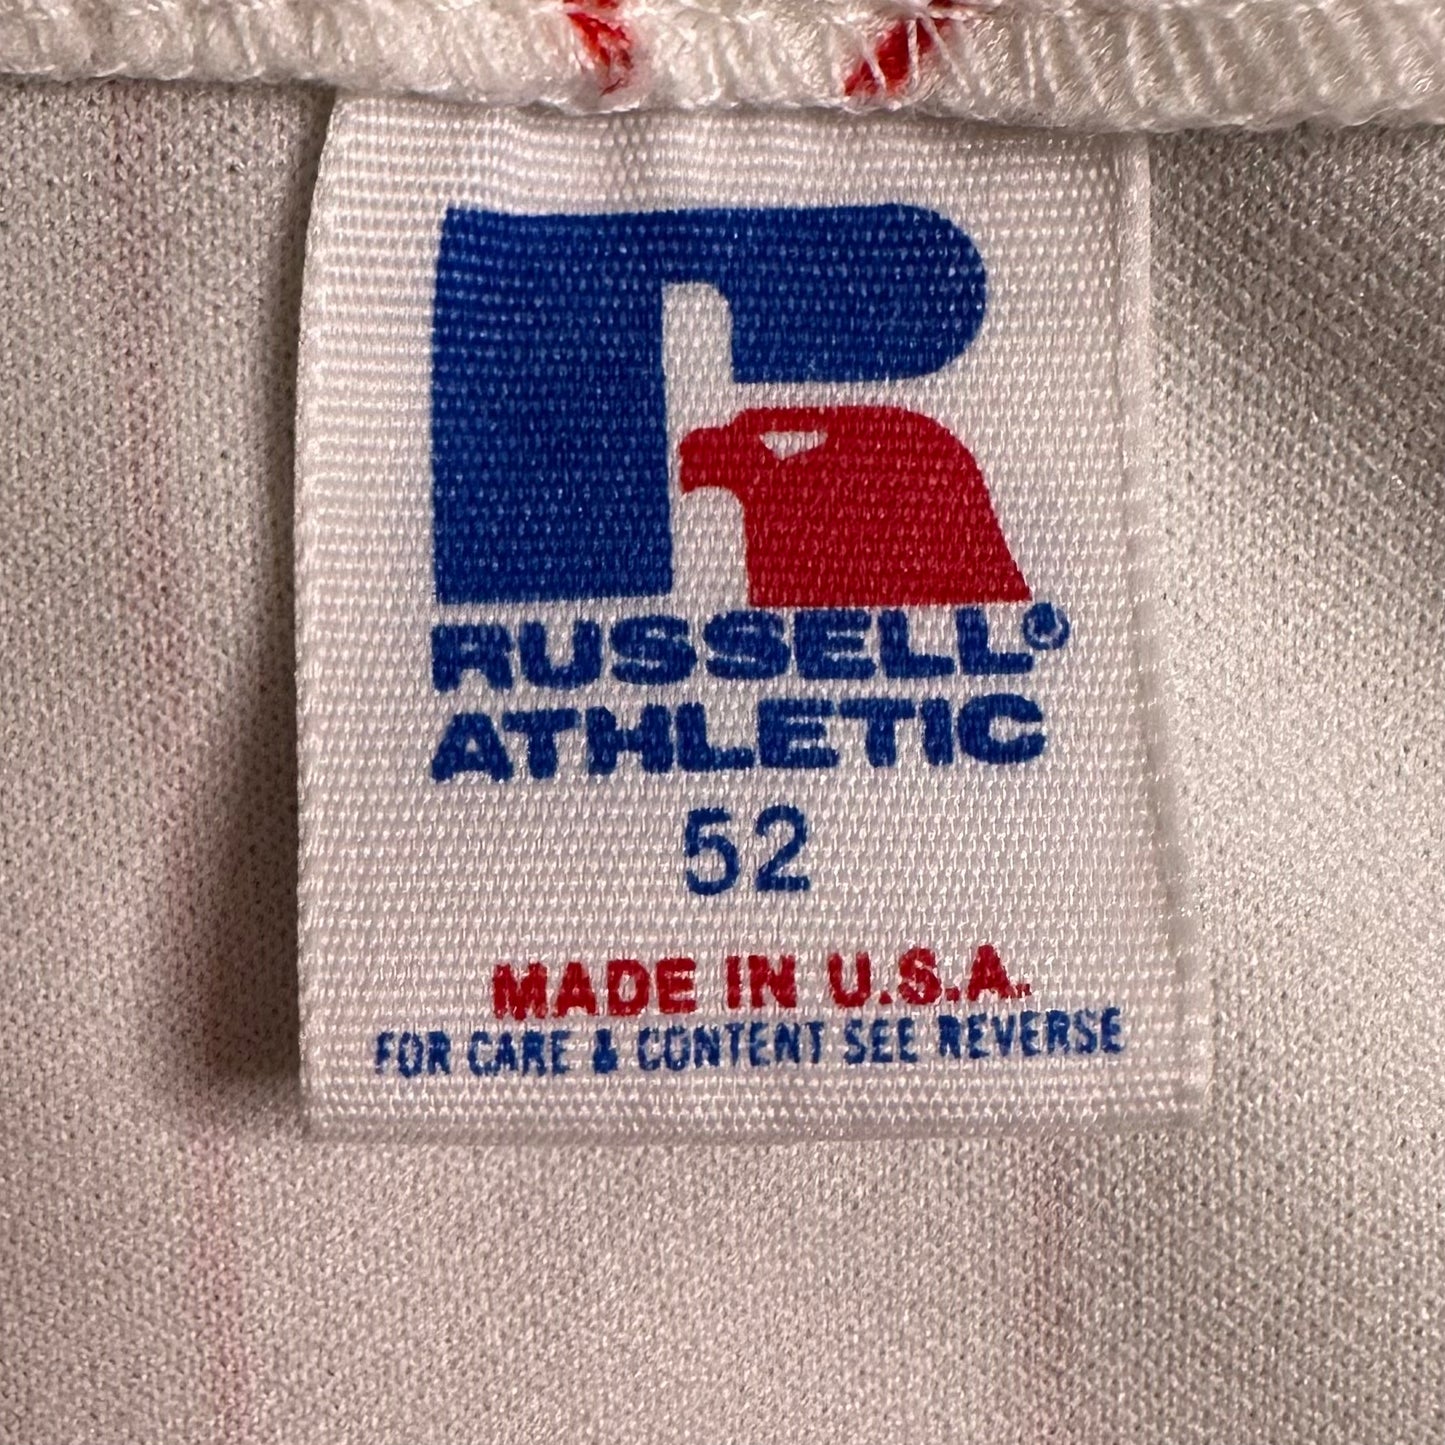 RUSSELL®
ATHLETIC
52
MADE IN U.S.A.
FOR CARE & CONTENT SEE REVERSE